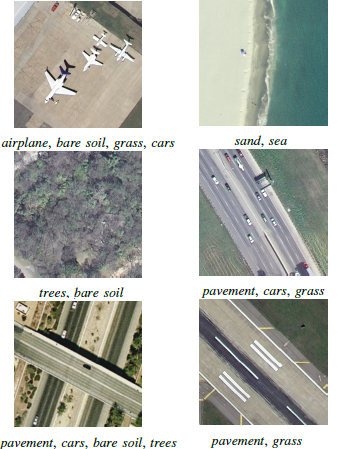 airplane, bare soil, grass, cars
sand, sea
trees, bare soil
pavement, cars, grass
pavement, cars, bare soil, trees
pavement, grass